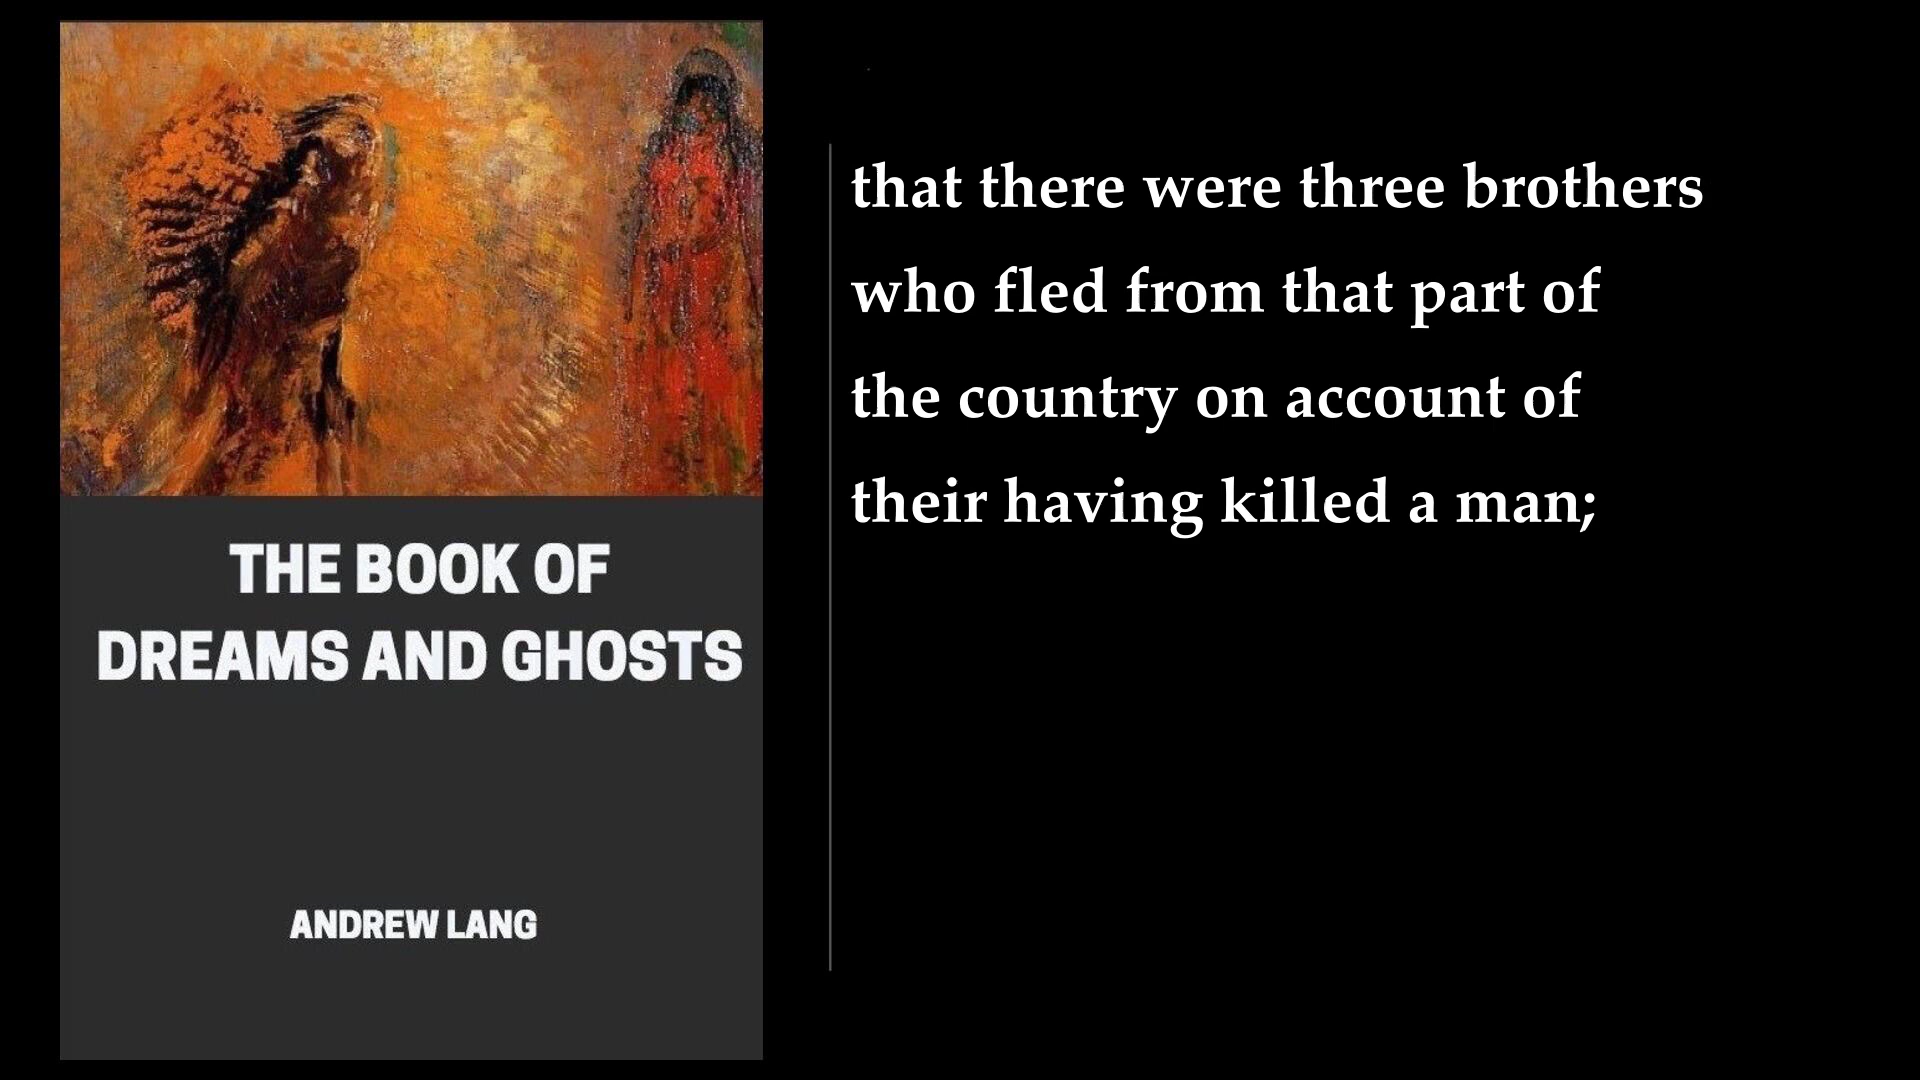 THE BOOK OF
DREAMS AND GHOSTS
ANDREW LANG
that there were three brothers
who fled from that part of
the country on account of
their having killed a man;